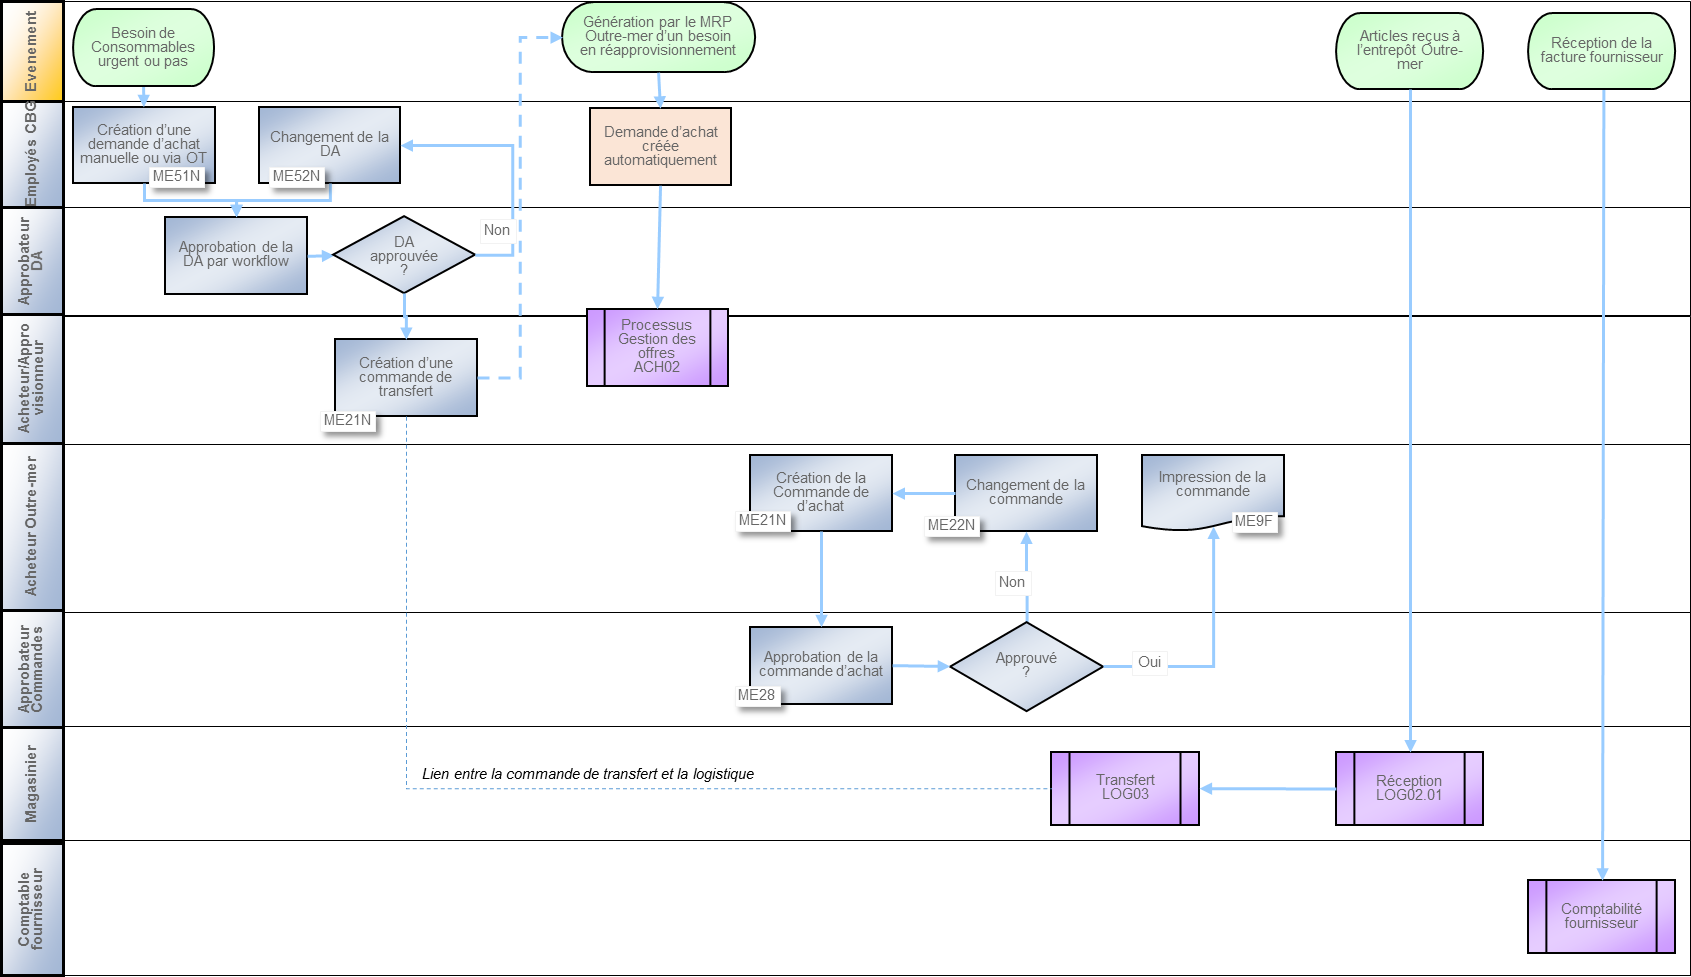 Evenement
Besoin de
Consommables
urgent ou pas
Génération par le MRP
Outre-mer d'un besoin
en réapprovisionnement
Articles reçus à
l'entrepôt Outre-
mer
Réception de la
facture fournisseur
Employés CBG
Création d'une
demande d'achat
manuelle ou via OT
ME51N
Changement de la
DA
ME52N
Demande d'achat
créée
automatiquement
Approbateur
DA
Approbation de la
DA par workflow
DA
approuvée
?
Non
Acheteur/Appro
visionneur
Création d'une
commande de
transfert
ME21N
Processus
Gestion des
offres
ACH02
Acheteur Outre-mer
Création de la
Commande de
d'achat
ME21N
Changement de la
commande
ME22N
Impression de la
commande
ME9F
Non
Approbateur
Commandes
Approbation de la
commande d'achat
ME28
Approuvé
?
Oui
Magasinier
Lien entre la commande de transfert et la logistique
Transfert
LOG03
Réception
LOG02.01
Comptable
fournisseur
Comptabilité
fournisseur